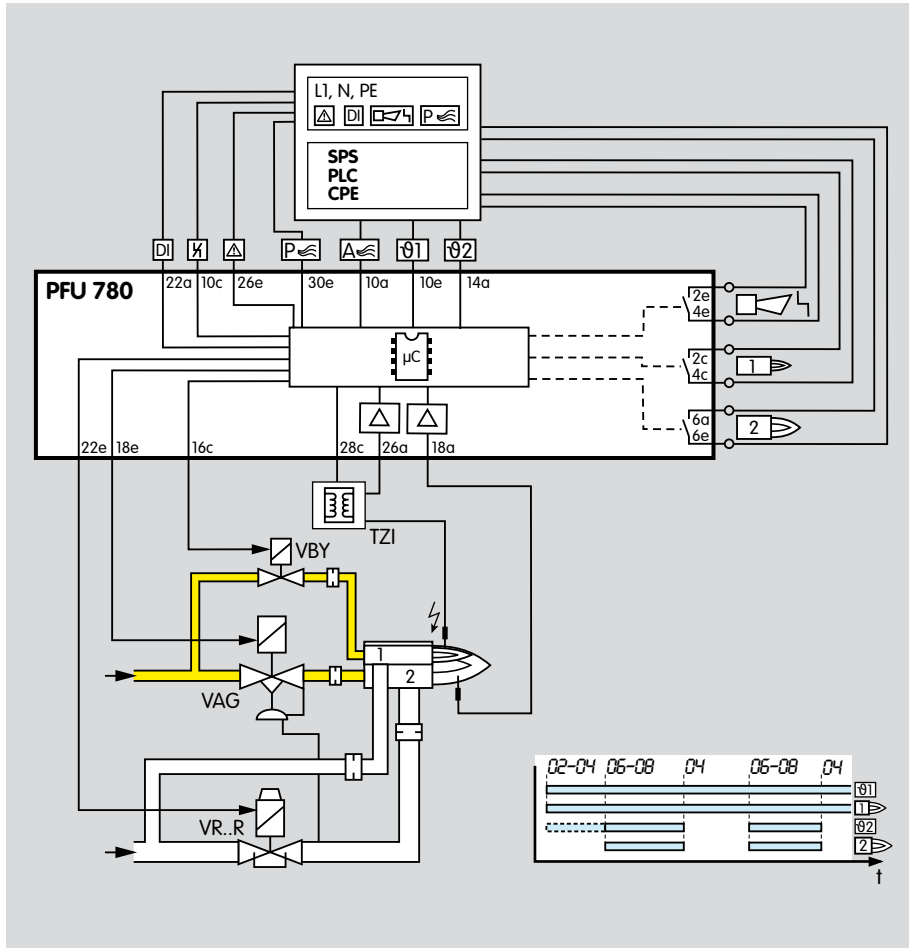 L1, N, PE
DI P
SPS
PLC
CPE
DI P A ϑ1 ϑ2
PFU 780
22a 10c 26e 30e 10a 10e 14a
2e
4e
µC
2c
4c
1
6a
6e
2
22e 18e 16c 28c 26a 18a
TZI
VBY
1
2
VAG
VR..R
02-04 06-08 04 06-08 04
ϑ1
1
ϑ2
2
t